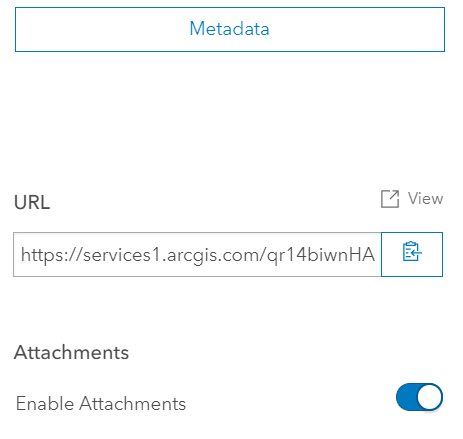 Metadata
URL
View
https://services1.arcgis.com/qr14biwnHA
Attachments
Enable Attachments